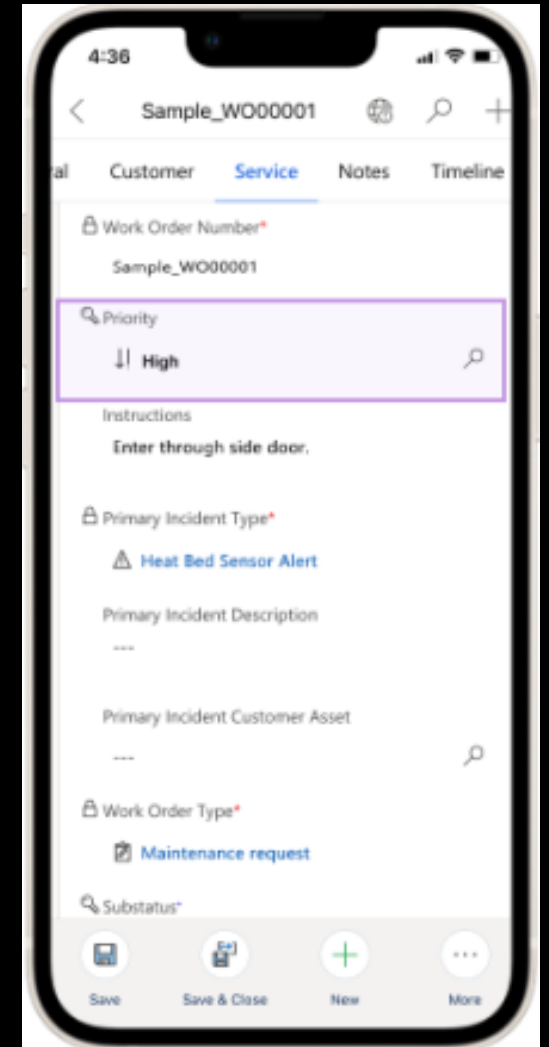 4:36
Sample_WO00001
al Customer Service Notes Timeline
Work Order Number*
Sample_WO00001
Priority
High
Instructions
Enter through side door.
Primary Incident Type*
Heat Bed Sensor Alert
Primary Incident Description
---
Primary Incident Customer Asset
---
Work Order Type*
Maintenance request
Substatus*
Save Save & Close New More